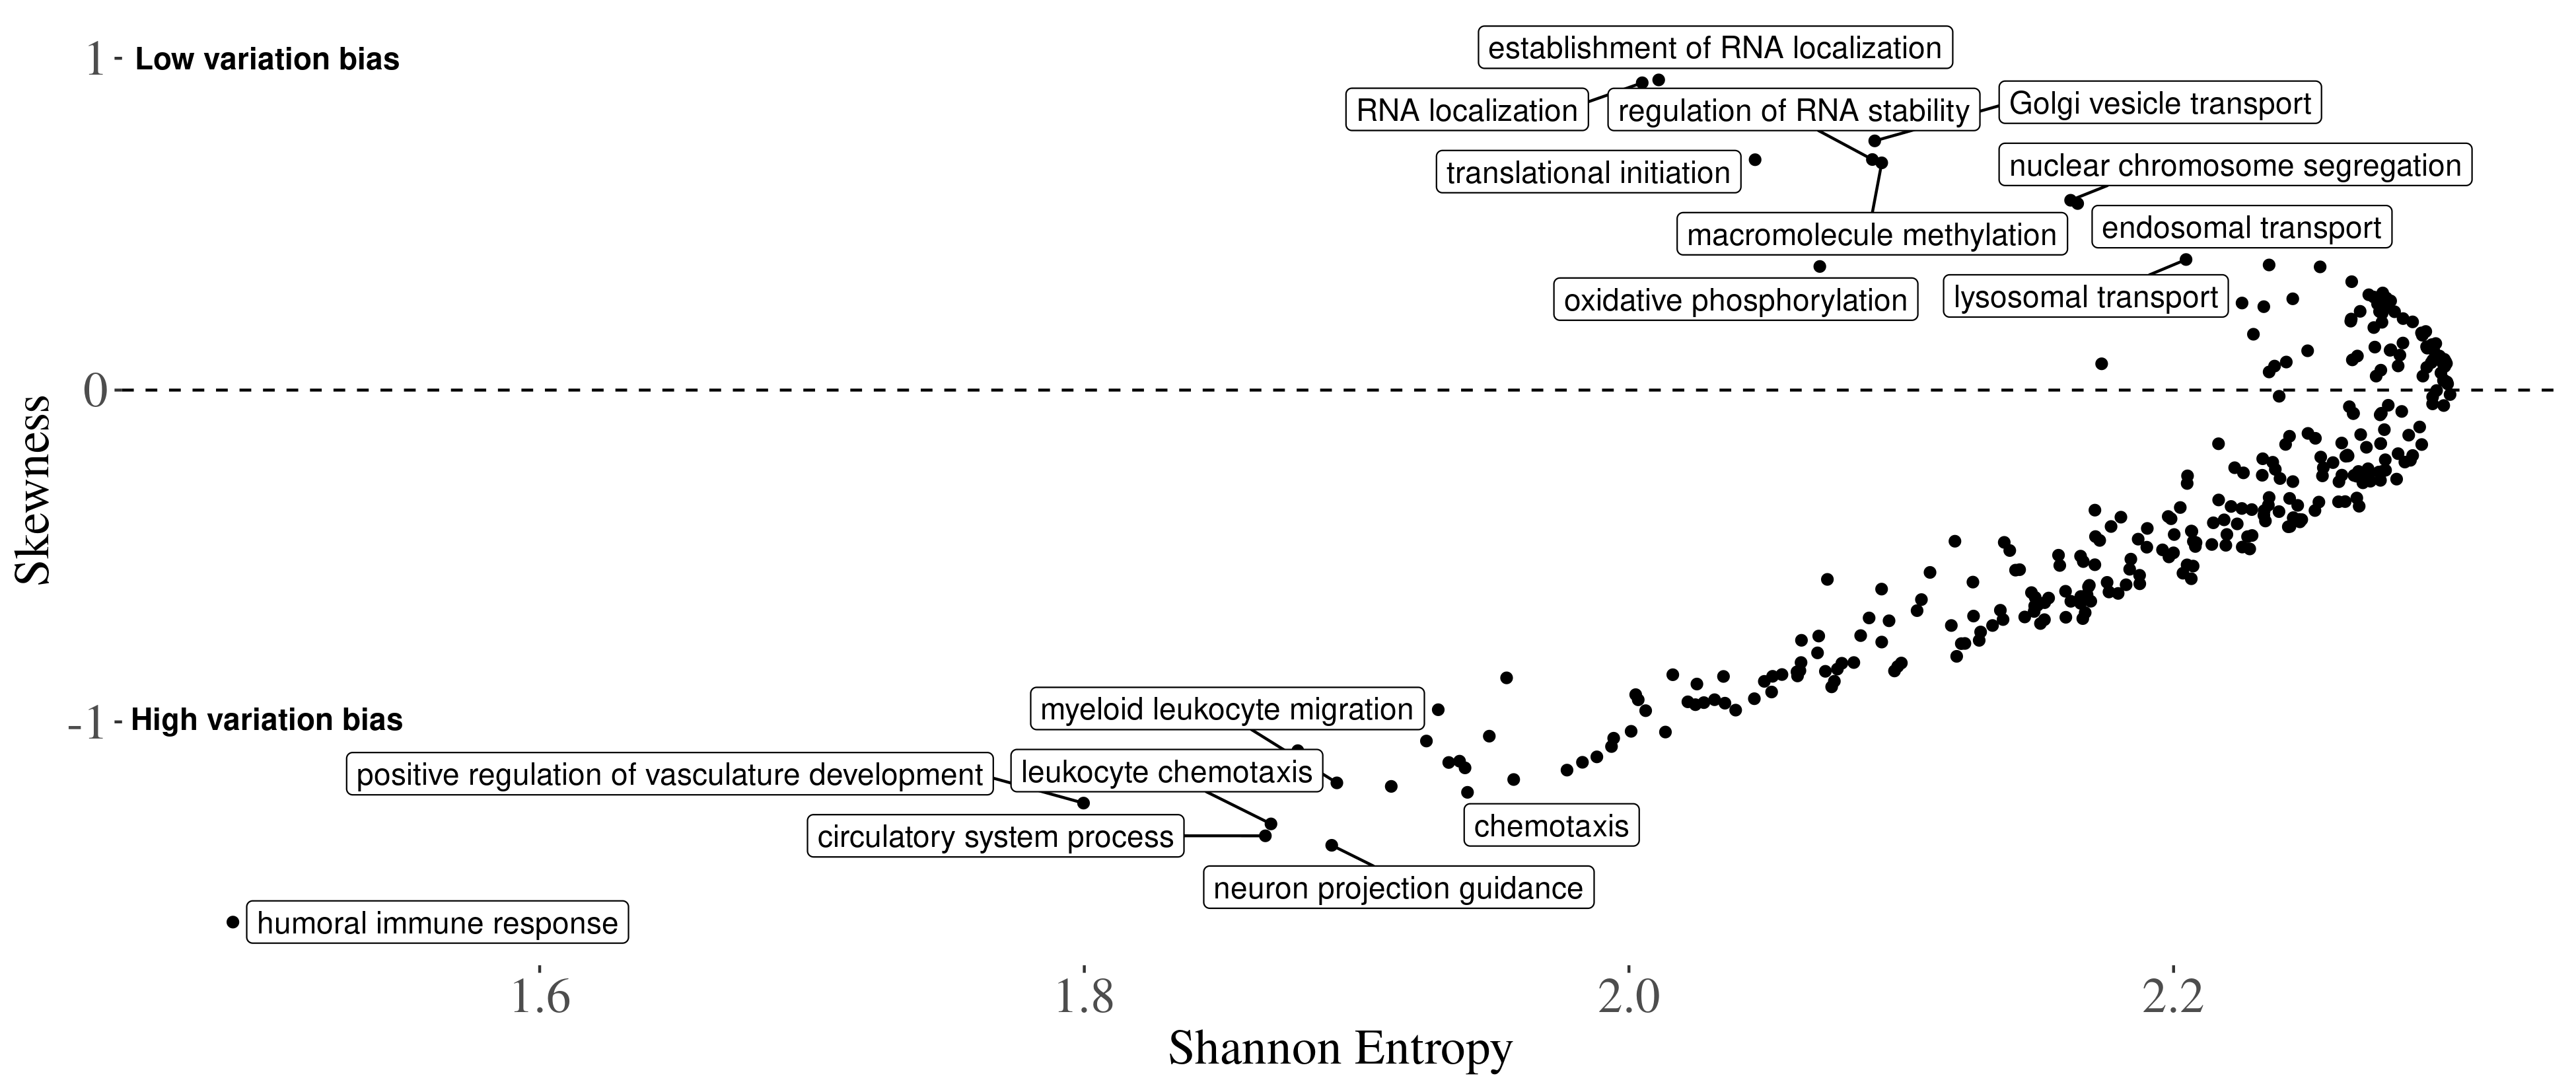 establishment of RNA localization
1
Low variation bias
RNA localization
regulation of RNA stability
Golgi vesicle transport
translational initiation
nuclear chromosome segregation
macromolecule methylation
endosomal transport
oxidative phosphorylation
lysosomal transport
0
Skewness
myeloid leukocyte migration
-1
High variation bias
positive regulation of vasculature development
leukocyte chemotaxis
circulatory system process
chemotaxis
neuron projection guidance
humoral immune response
1.6
1.8
2.0
2.2
Shannon Entropy